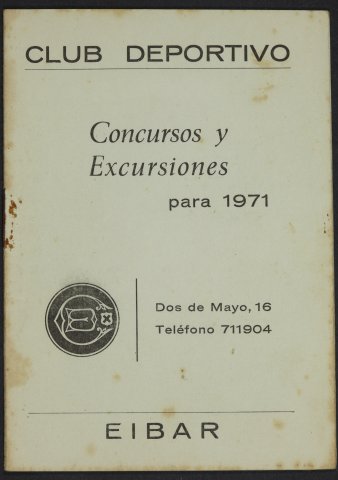 CLUB DEPORTIVO
Concursos y
Excursiones
para 1971
Dos de Mayo, 16
Teléfono 711904
EIBAR